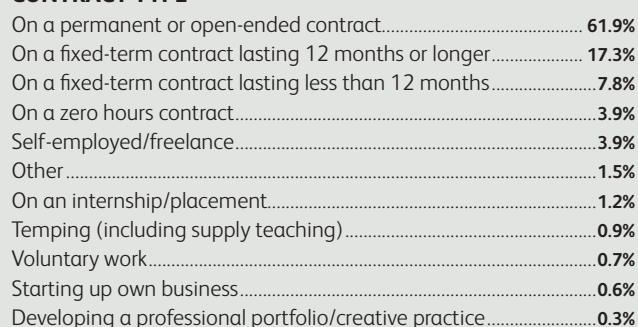 On a permanent or open-ended contract........................................ 61.9%
On a fixed-term contract lasting 12 months or longer.................. 17.3%
On a fixed-term contract lasting less than 12 months.....................7.8%
On a zero hours contract.......................................................................3.9%
Self-employed/freelance........................................................................3.9%
Other.........................................................................................................1.5%
On an internship/placement.................................................................1.2%
Temping (including supply teaching)..................................................0.9%
Voluntary work.........................................................................................0.7%
Starting up own business.......................................................................0.6%
Developing a professional portfolio/creative practice......................0.3%